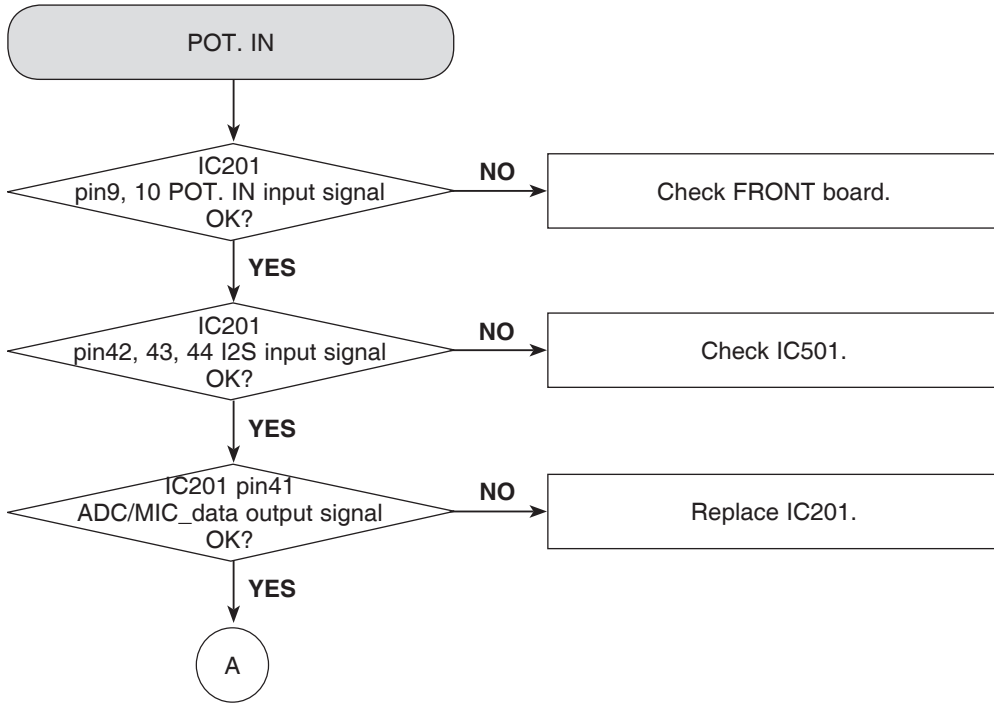 POT. IN
IC201
pin9, 10 POT. IN input signal
OK?
NO
Check FRONT board.
YES
IC201
pin42, 43, 44 I2S input signal
OK?
NO
Check IC501.
YES
IC201 pin41
ADC/MIC_data output signal
OK?
NO
Replace IC201.
YES
A